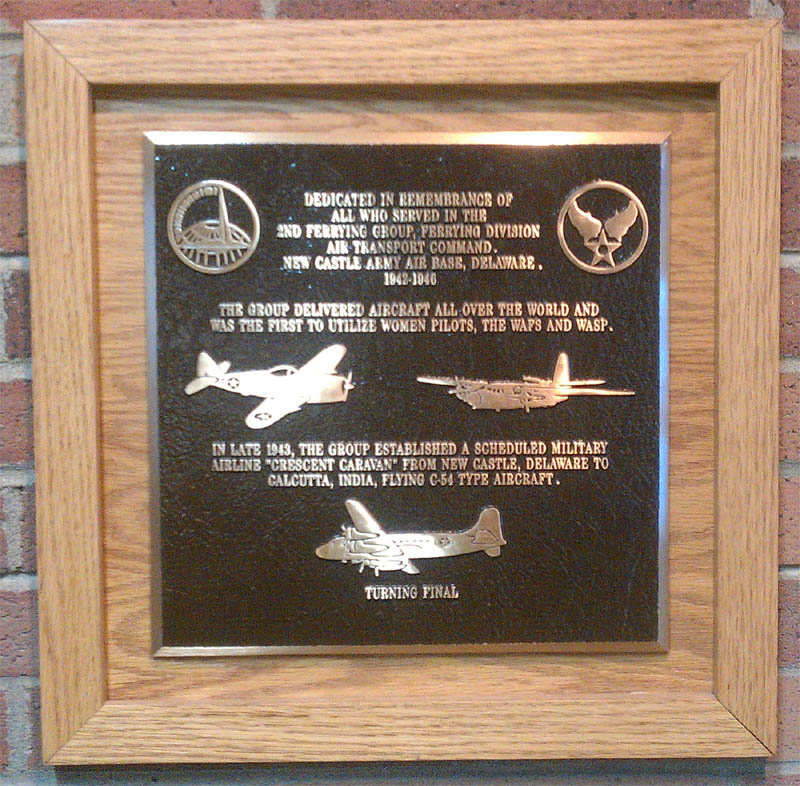 DEDICATED IN REMEMBRANCE OF
ALL WHO SERVED IN THE
2ND FERRYING GROUP, FERRYING DIVISION
AIR TRANSPORT COMMAND.
NEW CASTLE ARMY AIR BASE, DELAWARE.
1942-1946
THE GROUP DELIVERED AIRCRAFT ALL OVER THE WORLD AND
WAS THE FIRST TO UTILIZE WOMEN PILOTS, THE WAFS AND WASP.
IN LATE 1943, THE GROUP ESTABLISHED A SCHEDULED MILITARY
AIRLINE "CRESCENT CARAVAN" FROM NEW CASTLE, DELAWARE TO
CALCUTTA, INDIA, FLYING C-54 TYPE AIRCRAFT.
TURNING FINAL